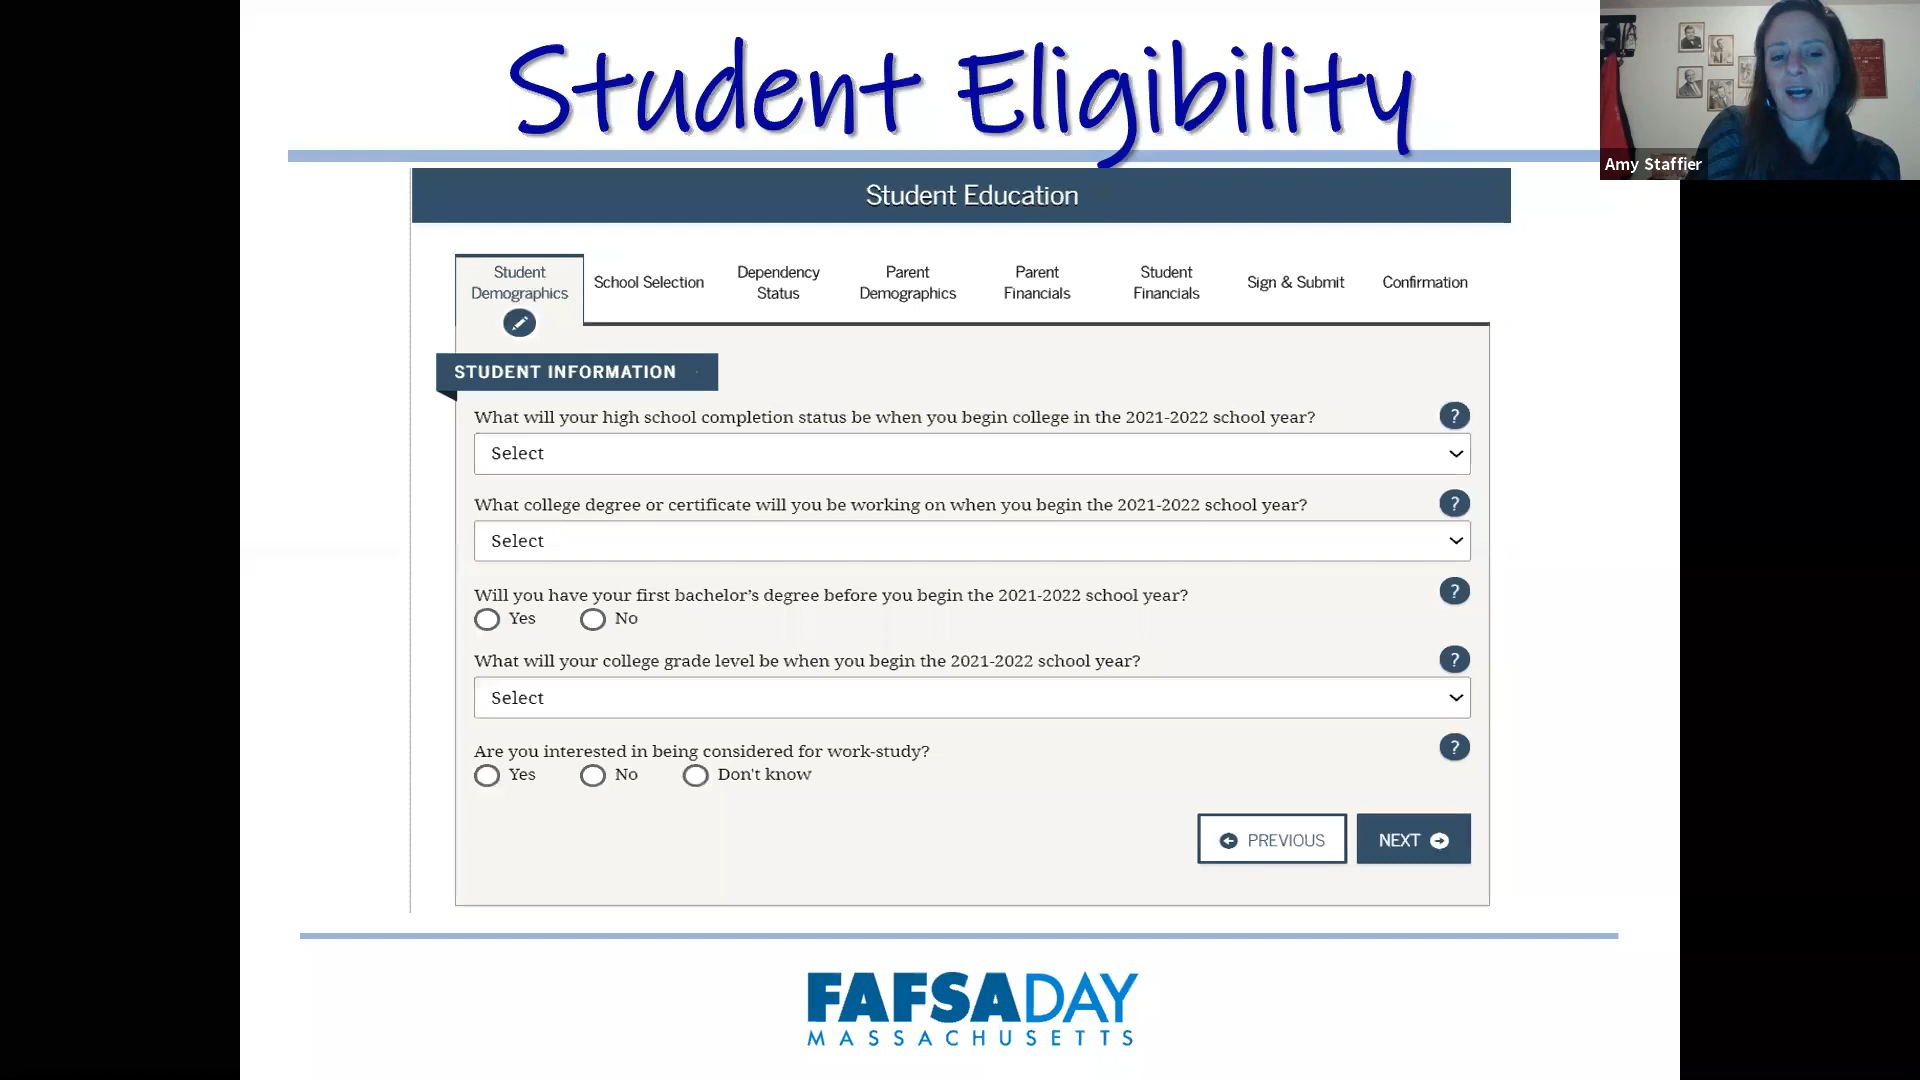 Student Eligibility
Amy Staffier
Student Education
Student Demographics
School Selection
Dependency Status
Parent Demographics
Parent Financials
Student Financials
Sign & Submit
Confirmation
STUDENT INFORMATION
What will your high school completion status be when you begin college in the 2021-2022 school year? ?
Select
What college degree or certificate will you be working on when you begin the 2021-2022 school year? ?
Select
Will you have your first bachelor’s degree before you begin the 2021-2022 school year? ?
Yes No
What will your college grade level be when you begin the 2021-2022 school year? ?
Select
Are you interested in being considered for work-study? ?
Yes No Don't know
PREVIOUS NEXT
FAFSADAY
MASSACHUSETTS